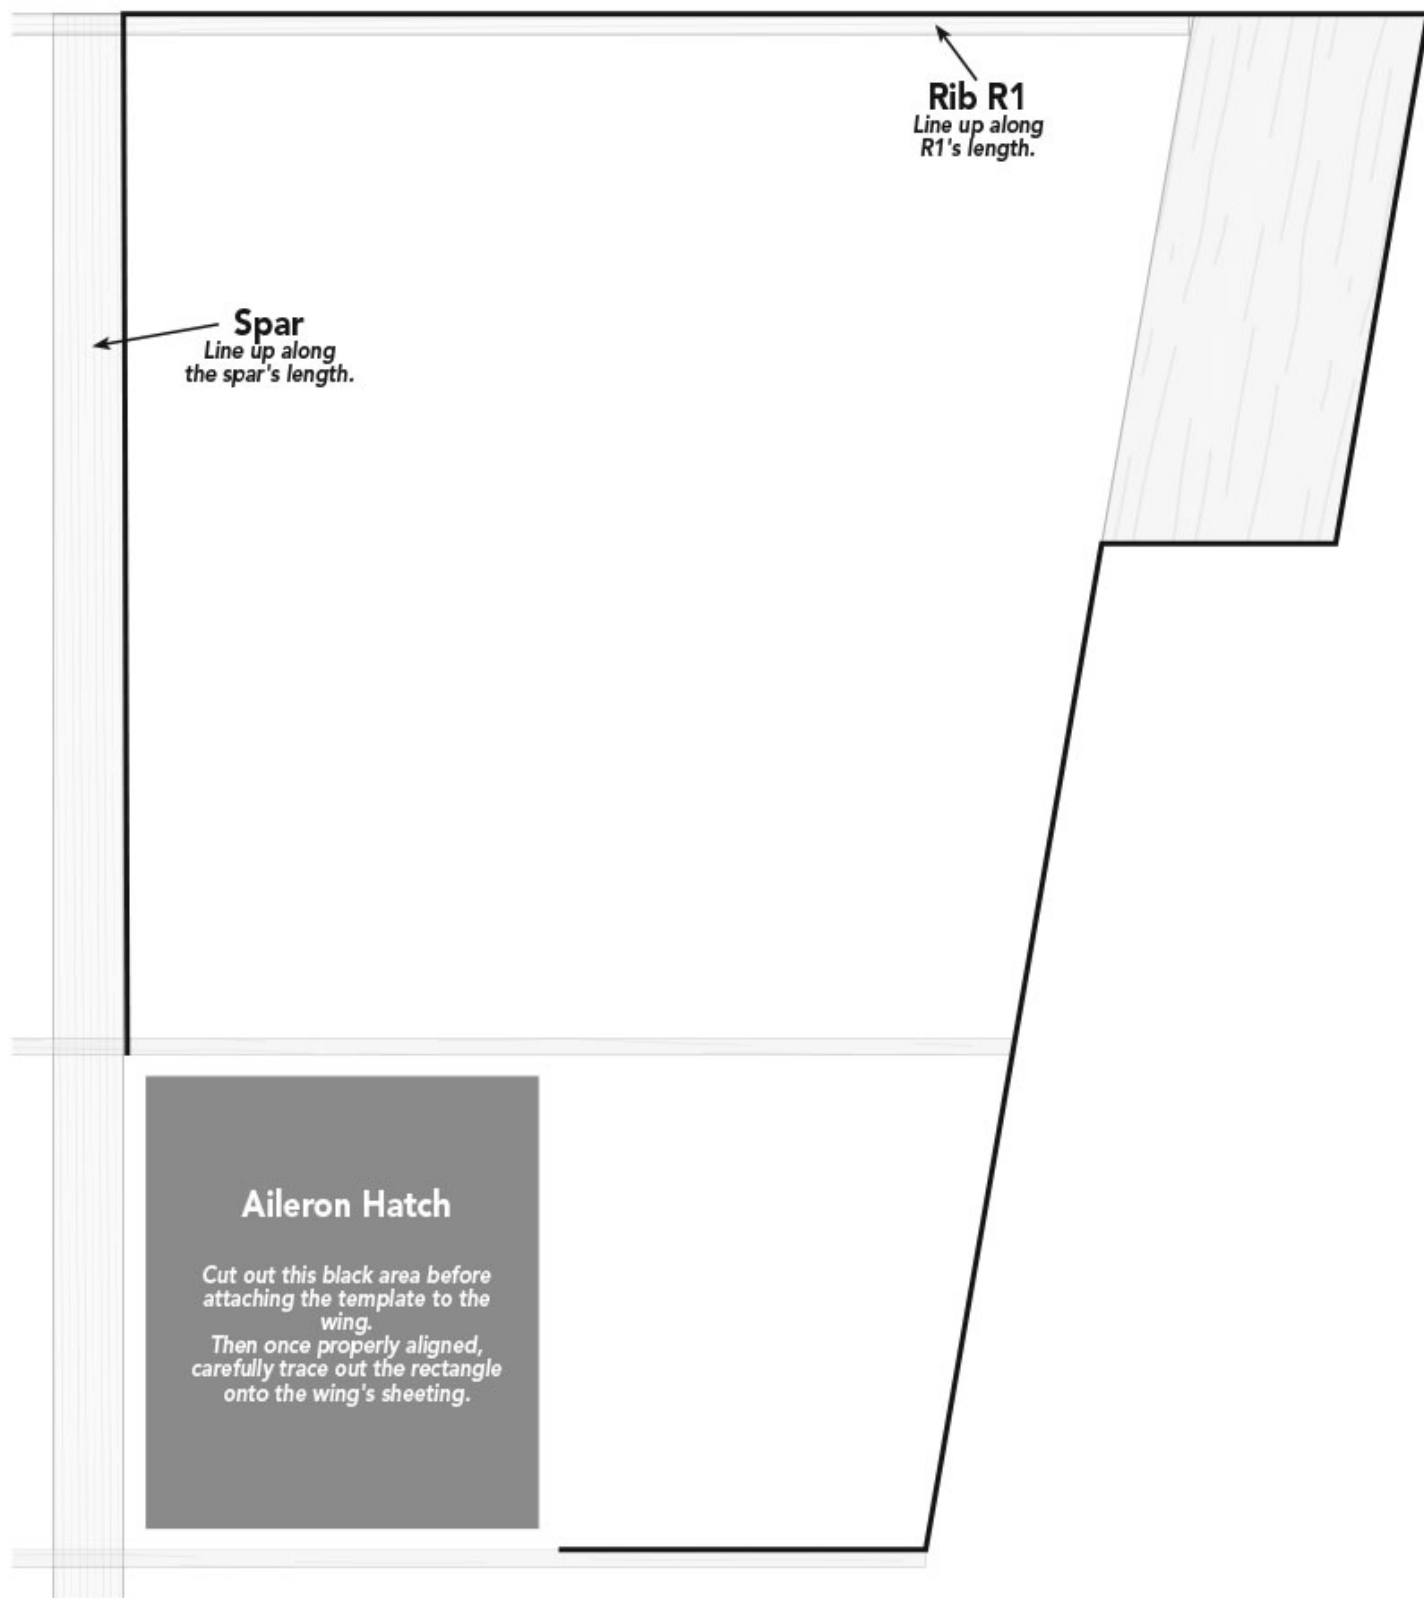 Rib R1
Line up along
R1's length.
Spar
Line up along
the spar's length.
Aileron Hatch
Cut out this black area before
attaching the template to the
wing.
Then once properly aligned,
carefully trace out the rectangle
onto the wing's sheeting.